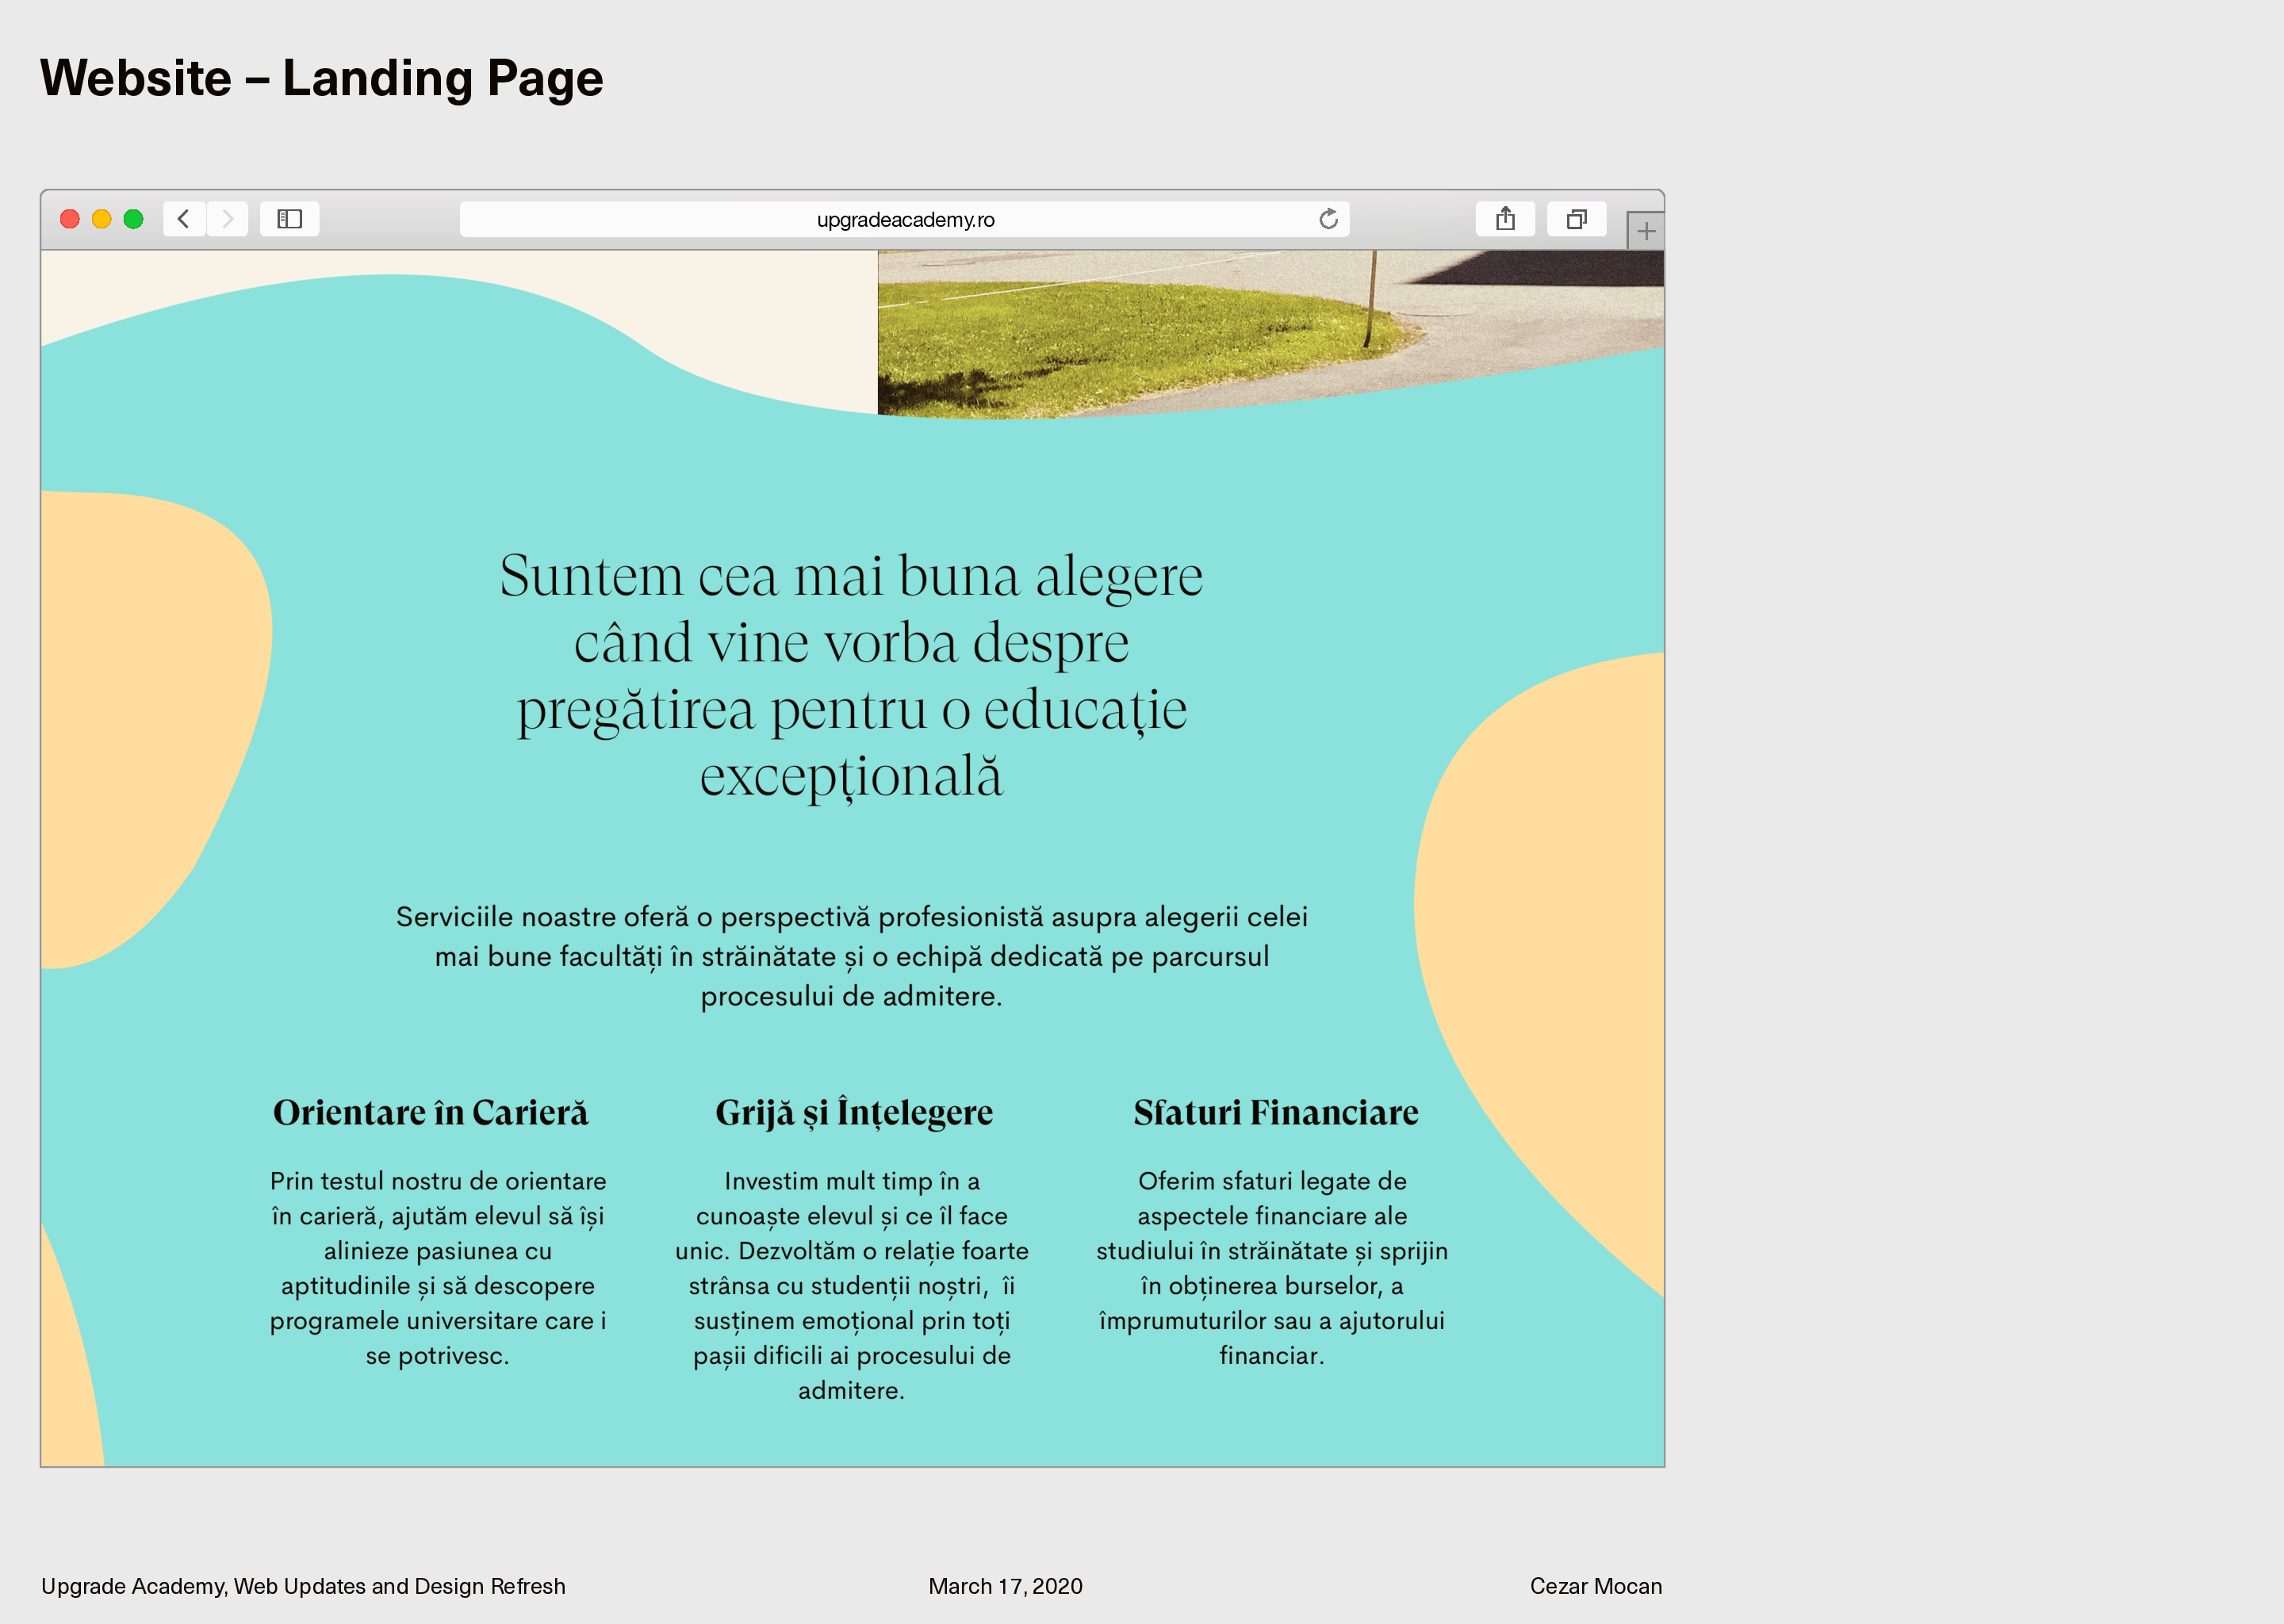 Website – Landing Page
upgradeacademy.ro
Suntem cea mai buna alegere
când vine vorba despre
pregătirea pentru o educație
excepțională
Serviciile noastre oferă o perspectivă profesionistă asupra alegerii celei
mai bune facultăți în străinătate și o echipă dedicată pe parcursul
procesului de admitere.
Orientare în Carieră
Prin testul nostru de orientare
în carieră, ajutăm elevul să își
alinieze pasiunea cu
aptitudinile și să descopere
programele universitare care i
se potrivesc.
Grijă și Înțelegere
Investim mult timp în a
cunoaște elevul și ce îl face
unic. Dezvoltăm o relație foarte
strânsa cu studenții noștri,  îi
susținem emoțional prin toți
pașii dificili ai procesului de
admitere.
Sfaturi Financiare
Oferim sfaturi legate de
aspectele financiare ale
studiului în străinătate și sprijin
în obținerea burselor, a
împrumuturilor sau a ajutorului
financiar.
Upgrade Academy, Web Updates and Design Refresh
March 17, 2020
Cezar Mocan